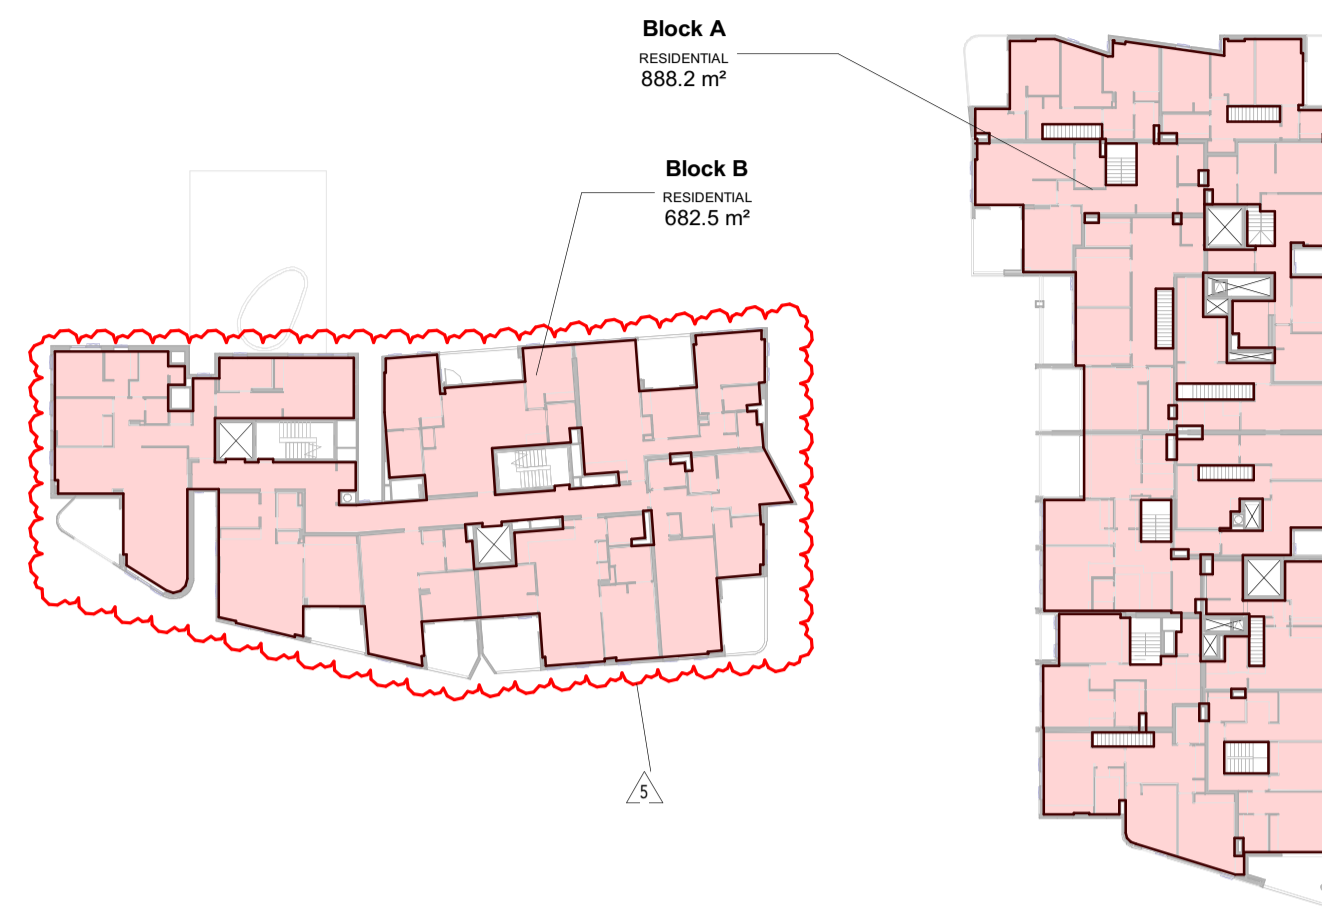 Block A
RESIDENTIAL
888.2 m²
Block B
RESIDENTIAL
682.5 m²
5